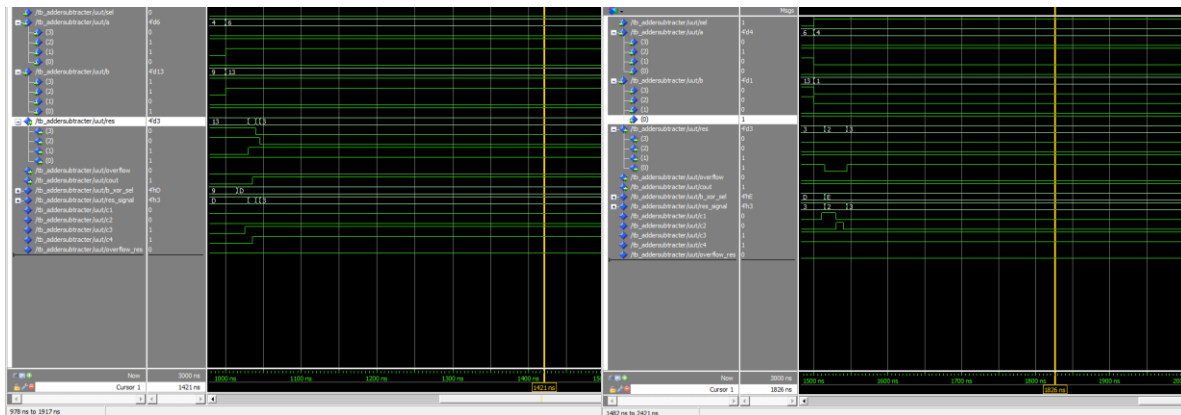 /tb_addersubtracter/uut/sel 0
/tb_addersubtracter/uut/a 4'd6 4 6
(3) 0
(2) 1
(1) 1
(0) 0
/tb_addersubtracter/uut/b 4'd13 9 13
(3) 1
(2) 1
(1) 0
(0) 1
/tb_addersubtracter/uut/res 4'd3 13 3
(3) 0
(2) 0
(1) 1
(0) 1
/tb_addersubtracter/uut/overflow 0
/tb_addersubtracter/uut/cout 1
/tb_addersubtracter/uut/b_xor_sel 4'hD 9 D
/tb_addersubtracter/uut/res_signal 4'h3 D 3
/tb_addersubtracter/uut/c1 0
/tb_addersubtracter/uut/c2 0
/tb_addersubtracter/uut/c3 1
/tb_addersubtracter/uut/c4 1
/tb_addersubtracter/uut/overflow_res 0
Now 3000 ns 1000 ns 1100 ns 1200 ns 1300 ns 1400 ns
Cursor 1 1421 ns 1421 ns
978 ns to 1917 ns
Msgs
/tb_addersubtracter/uut/sel 1
/tb_addersubtracter/uut/a 4'd4 6 4
(3) 0
(2) 1
(1) 0
(0) 0
/tb_addersubtracter/uut/b 4'd1 13 1
(3) 0
(2) 0
(1) 0
(0) 1
/tb_addersubtracter/uut/res 4'd3 3 2 3
(3) 0
(2) 0
(1) 1
(0) 1
/tb_addersubtracter/uut/overflow 0
/tb_addersubtracter/uut/cout 1
/tb_addersubtracter/uut/b_xor_sel 4'hE D E
/tb_addersubtracter/uut/res_signal 4'h3 3 2 3
/tb_addersubtracter/uut/c1 0
/tb_addersubtracter/uut/c2 0
/tb_addersubtracter/uut/c3 1
/tb_addersubtracter/uut/c4 1
/tb_addersubtracter/uut/overflow_res 0
Now 3000 ns 1500 ns 1600 ns 1700 ns 1800 ns 1900 ns
Cursor 1 1826 ns 1826 ns
1482 ns to 2421 ns